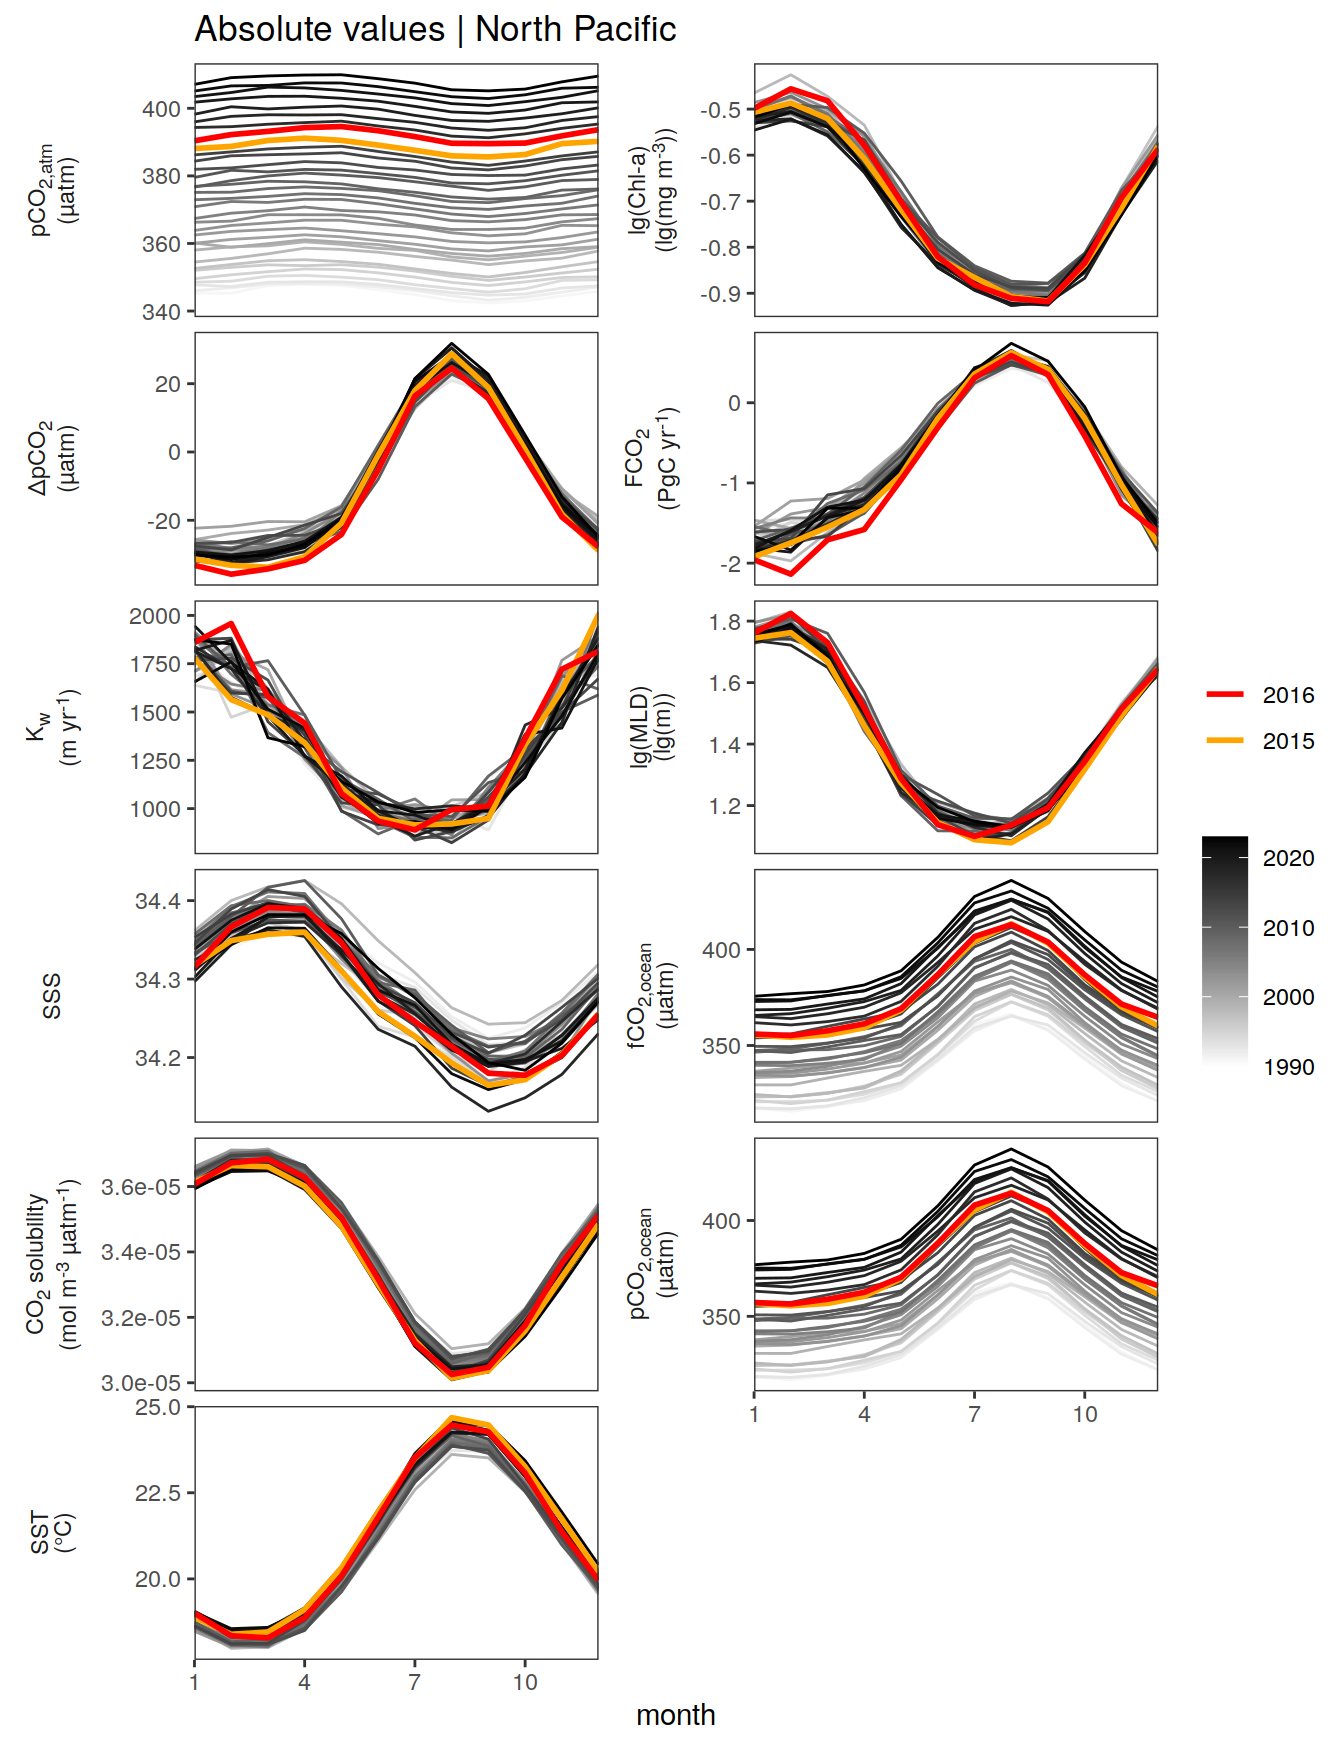 Absolute values | North Pacific
pCO2,atm
(µatm)
400
380
360
340
lg(Chl-a)
(lg(mg m-3))
-0.5
-0.6
-0.7
-0.8
-0.9
ΔpCO2
(µatm)
20
0
-20
FCO2
(PgC yr-1)
0
-1
-2
Kw
(m yr-1)
2000
1750
1500
1250
1000
lg(MLD)
(lg(m))
1.8
1.6
1.4
1.2
2016
2015
SSS
34.4
34.3
34.2
fCO2,ocean
(µatm)
400
350
2020
2010
2000
1990
CO2 solubility
(mol m-3 µatm-1)
3.6e-05
3.4e-05
3.2e-05
3.0e-05
pCO2,ocean
(µatm)
400
350
1 4 7 10
SST
(°C)
25.0
22.5
20.0
1 4 7 10
month